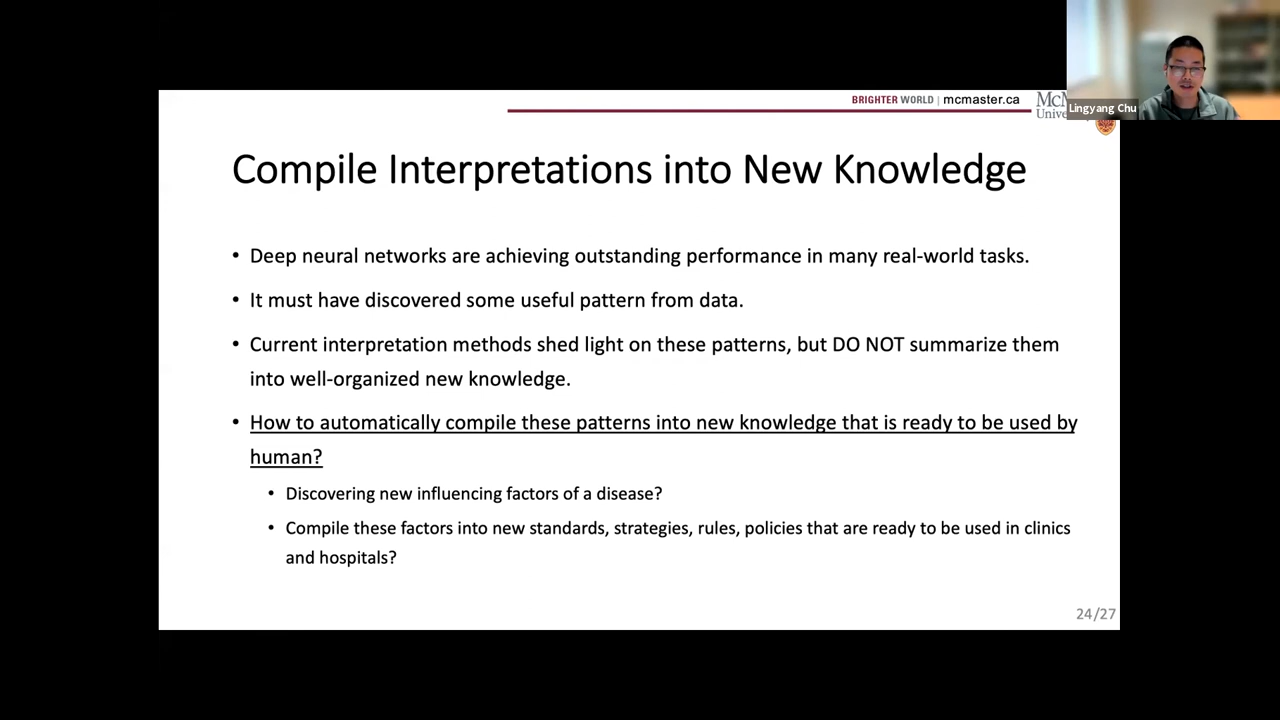 BRIGHTER WORLD | mcmaster.ca
Lingyang Chu
Compile Interpretations into New Knowledge
• Deep neural networks are achieving outstanding performance in many real-world tasks.
• It must have discovered some useful pattern from data.
• Current interpretation methods shed light on these patterns, but DO NOT summarize them
into well-organized new knowledge.
• How to automatically compile these patterns into new knowledge that is ready to be used by
human?
• Discovering new influencing factors of a disease?
• Compile these factors into new standards, strategies, rules, policies that are ready to be used in clinics
and hospitals?
24/27